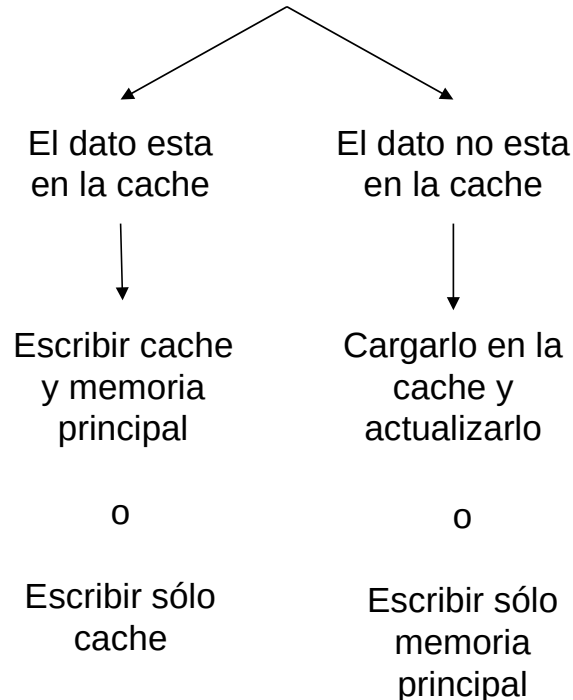 El dato esta
en la cache
El dato no esta
en la cache
Escribir cache
y memoria
principal
o
Escribir sólo
cache
Cargarlo en la
cache y
actualizarlo
o
Escribir sólo
memoria
principal